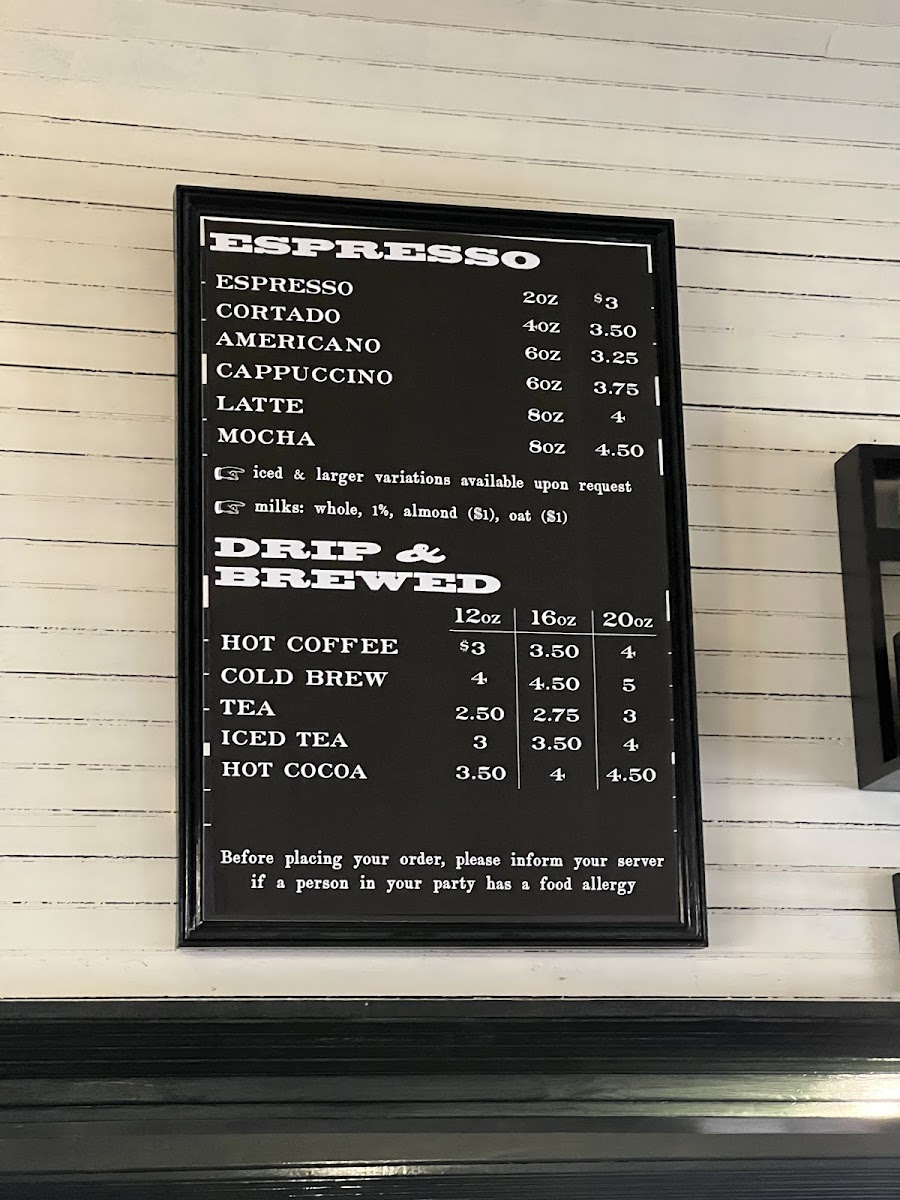 ESPRESSO
ESPRESSO 2oz $3
CORTADO 4oz 3.50
AMERICANO 6oz 3.25
CAPPUCCINO 6oz 3.75
LATTE 8oz 4
MOCHA 8oz 4.50
☞ iced & larger variations available upon request
☞ milks: whole, 1%, almond ($1), oat ($1)
DRIP &
BREWED
12oz 16oz 20oz
HOT COFFEE $3 3.50 4
COLD BREW 4 4.50 5
TEA 2.50 2.75 3
ICED TEA 3 3.50 4
HOT COCOA 3.50 4 4.50
Before placing your order, please inform your server
if a person in your party has a food allergy